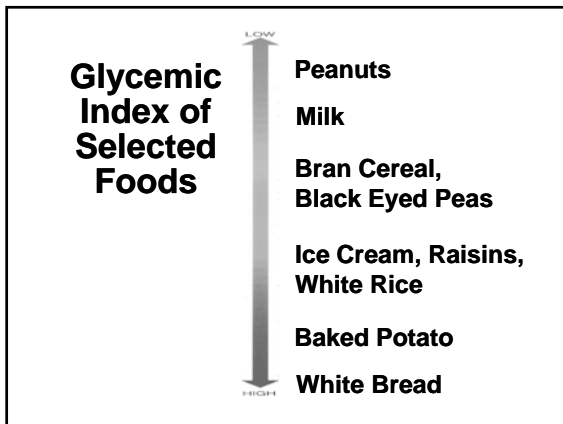 Glycemic
Index of
Selected
Foods
LOW
Peanuts
Milk
Bran Cereal,
Black Eyed Peas
Ice Cream, Raisins,
White Rice
Baked Potato
White Bread
HIGH